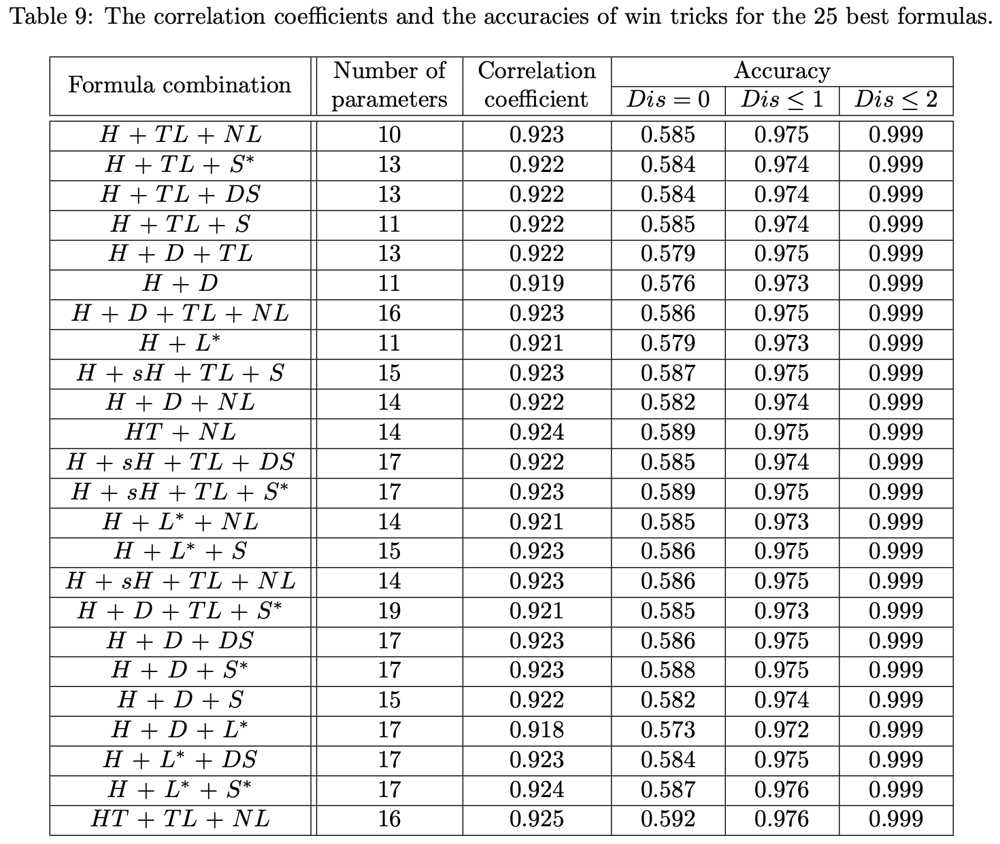 Table 9: The correlation coefficients and the accuracies of win tricks for the 25 best formulas.
Formula combination Number of parameters Correlation coefficient Accuracy
Dis = 0 Dis ≤ 1 Dis ≤ 2
H + TL + NL 10 0.923 0.585 0.975 0.999
H + TL + S* 13 0.922 0.584 0.974 0.999
H + TL + DS 13 0.922 0.584 0.974 0.999
H + TL + S 11 0.922 0.585 0.974 0.999
H + D + TL 13 0.922 0.579 0.975 0.999
H + D 11 0.919 0.576 0.973 0.999
H + D + TL + NL 16 0.923 0.586 0.975 0.999
H + L* 11 0.921 0.579 0.973 0.999
H + sH + TL + S 15 0.923 0.587 0.975 0.999
H + D + NL 14 0.922 0.582 0.974 0.999
HT + NL 14 0.924 0.589 0.975 0.999
H + sH + TL + DS 17 0.922 0.585 0.974 0.999
H + sH + TL + S* 17 0.923 0.589 0.975 0.999
H + L* + NL 14 0.921 0.585 0.973 0.999
H + L* + S 15 0.923 0.586 0.975 0.999
H + sH + TL + NL 14 0.923 0.586 0.975 0.999
H + D + TL + S* 19 0.921 0.585 0.973 0.999
H + D + DS 17 0.923 0.586 0.975 0.999
H + D + S* 17 0.923 0.588 0.975 0.999
H + D + S 15 0.922 0.582 0.974 0.999
H + D + L* 17 0.918 0.573 0.972 0.999
H + L* + DS 17 0.923 0.584 0.975 0.999
H + L* + S* 17 0.924 0.587 0.976 0.999
HT + TL + NL 16 0.925 0.592 0.976 0.999